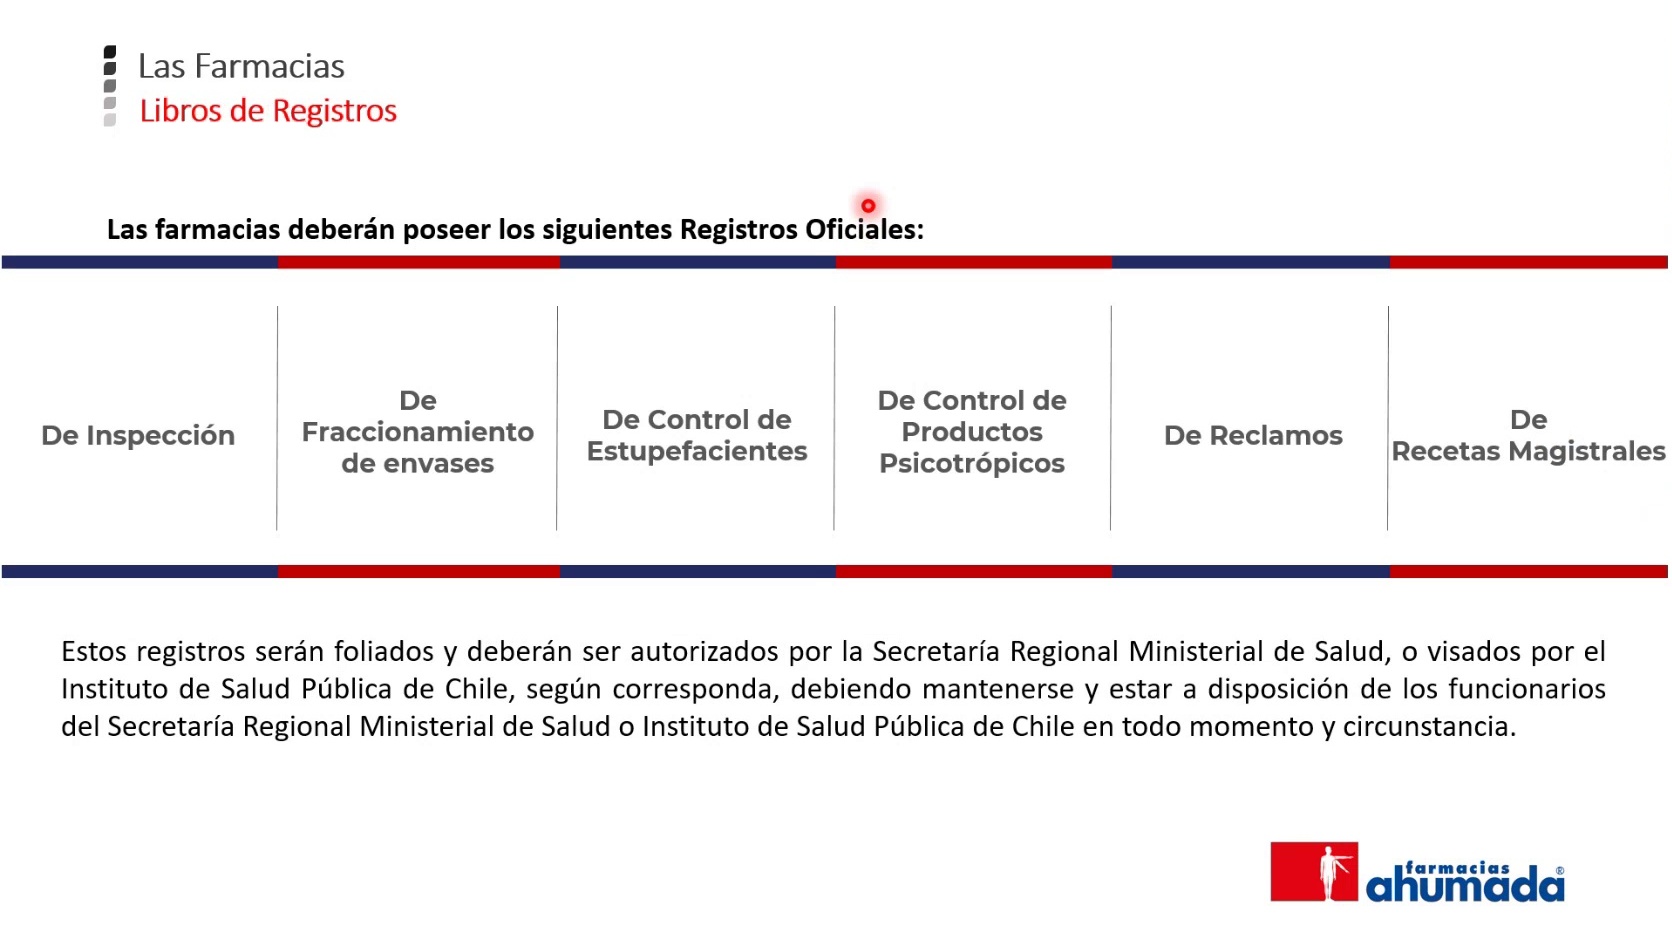 Las Farmacias
Libros de Registros
Las farmacias deberán poseer los siguientes Registros Oficiales:
De Inspección
De
Fraccionamiento
de envases
De Control de
Estupefacientes
De Control de
Productos
Psicotrópicos
De Reclamos
De
Recetas Magistrales
Estos registros serán foliados y deberán ser autorizados por la Secretaría Regional Ministerial de Salud, o visados por el
Instituto de Salud Pública de Chile, según corresponda, debiendo mantenerse y estar a disposición de los funcionarios
del Secretaría Regional Ministerial de Salud o Instituto de Salud Pública de Chile en todo momento y circunstancia.
farmacias
ahumada®